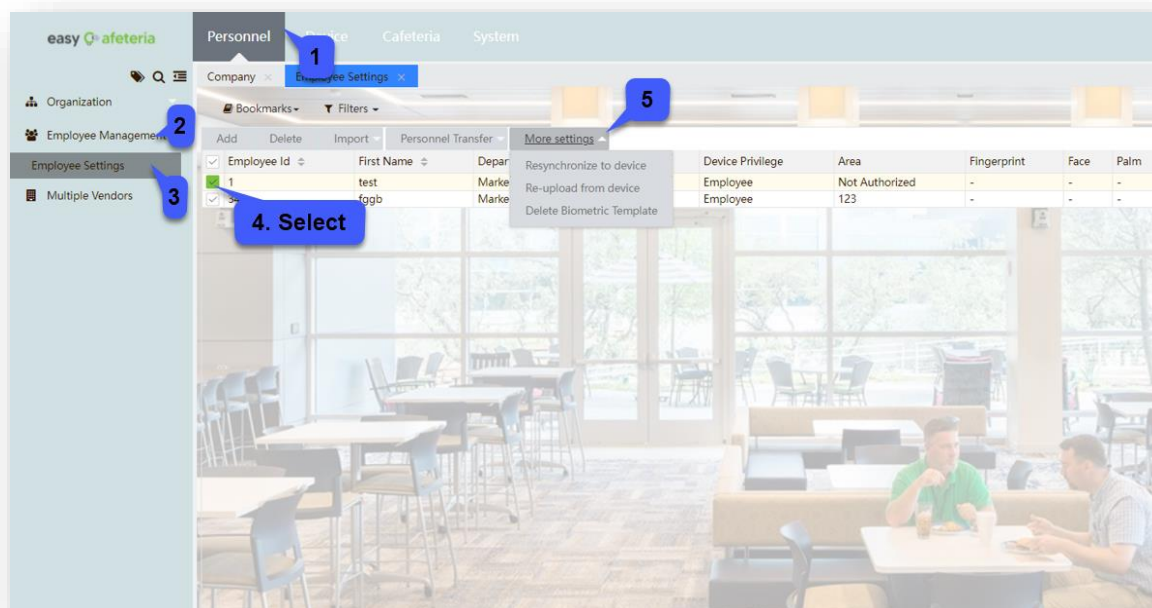 easy Cafeteria
Personnel
Cafeteria
System
1
Company
Employee Settings
Organization
Bookmarks
Filters
5
Employee Management
2
Add
Delete
Import
Personnel Transfer
More settings
Employee Id
First Name
Device Privilege
Area
Fingerprint
Face
Palm
Employee Settings
Resynchronize to device
1
test
Employee
Not Authorized
-
-
-
Re-upload from device
Multiple Vendors
3
fggb
Employee
123
-
-
-
4. Select
Delete Biometric Template